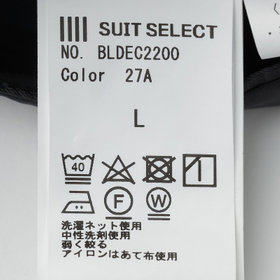 SUIT SELECT
NO. BLDEC2200
Color 27A
L
40
F
W
洗濯ネット使用
中性洗剤使用
弱く絞る
アイロンはあて布使用